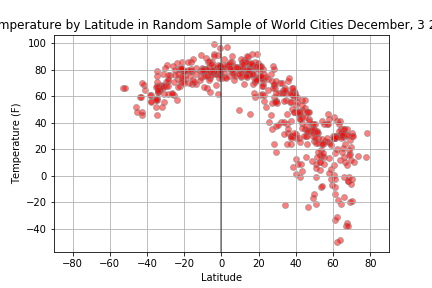 mperature by Latitude in Random Sample of World Cities December, 3 2
100
80
60
40
20
0
−20
−40
Temperature (F)
−80 −60 −40 −20 0 20 40 60 80
Latitude